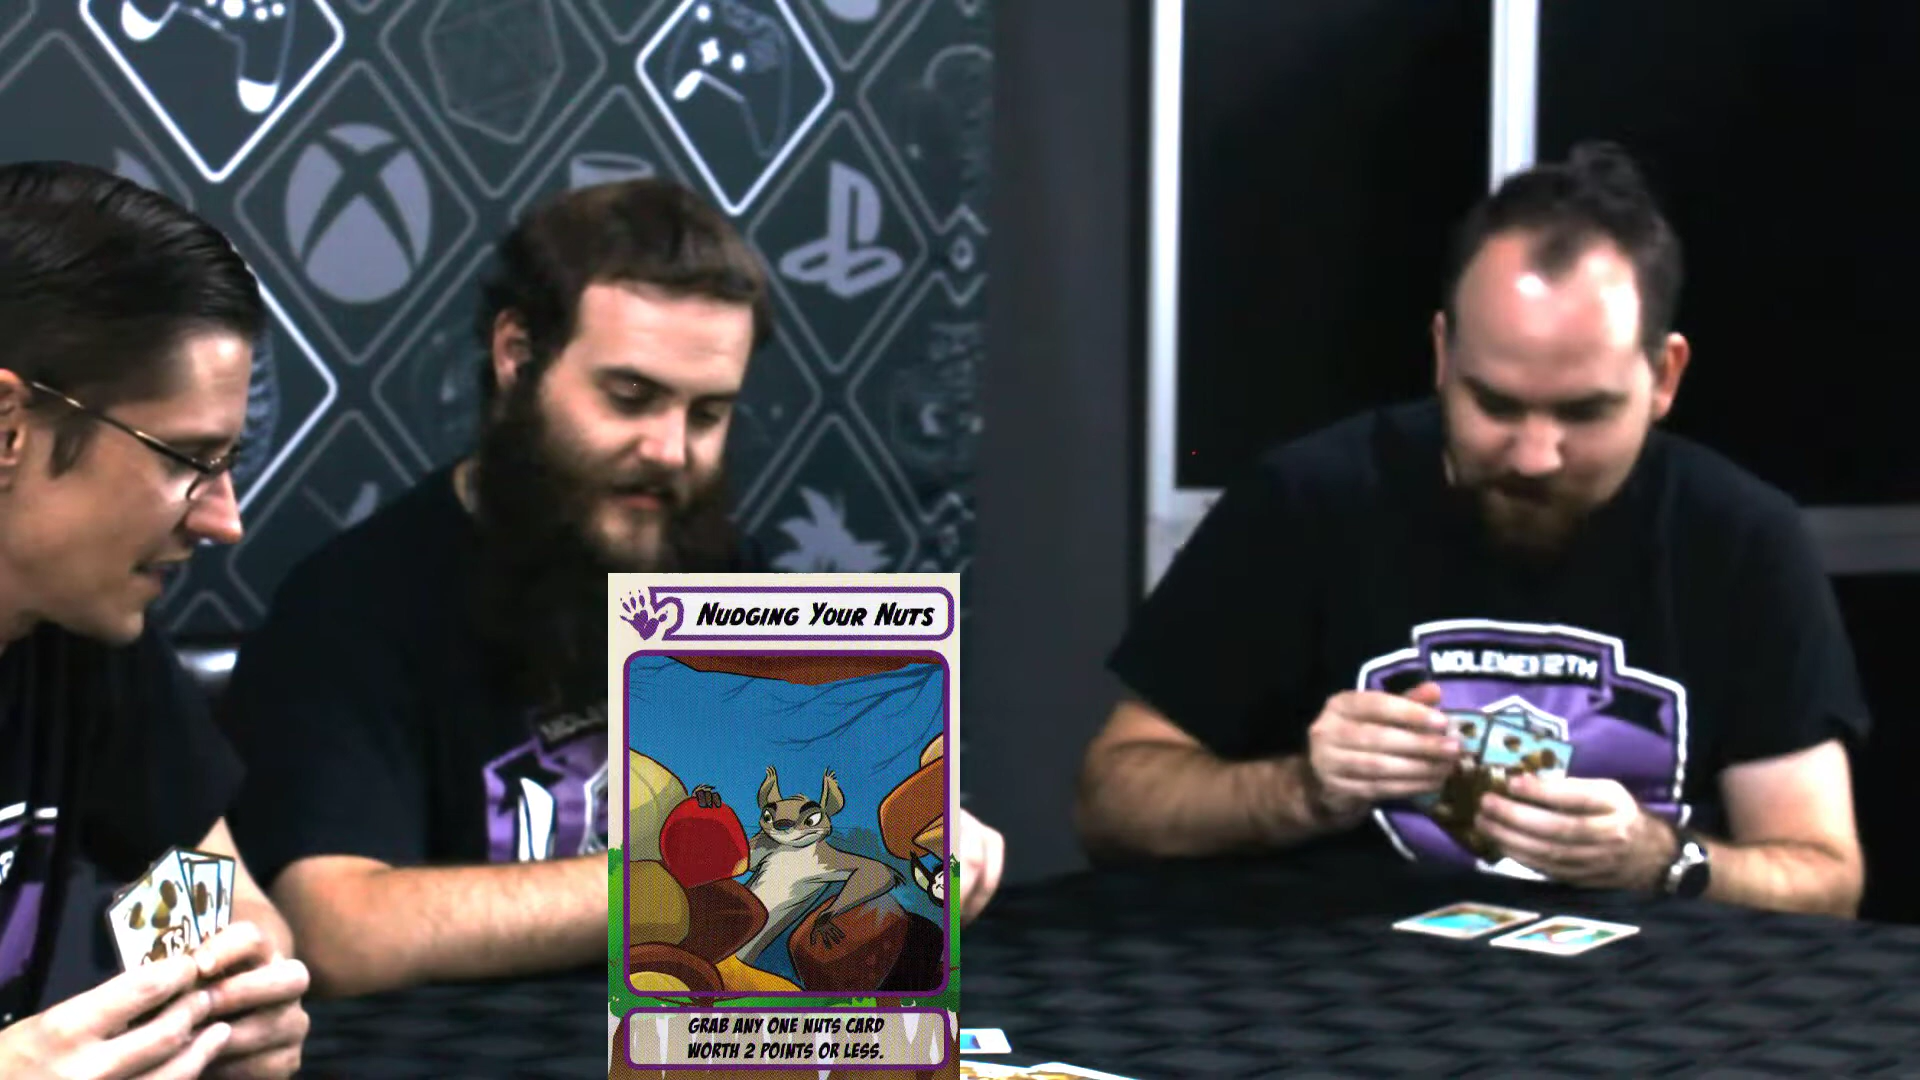 NUDGING YOUR NUTS
GRAB ANY ONE NUTS CARD
WORTH 2 POINTS OR LESS.